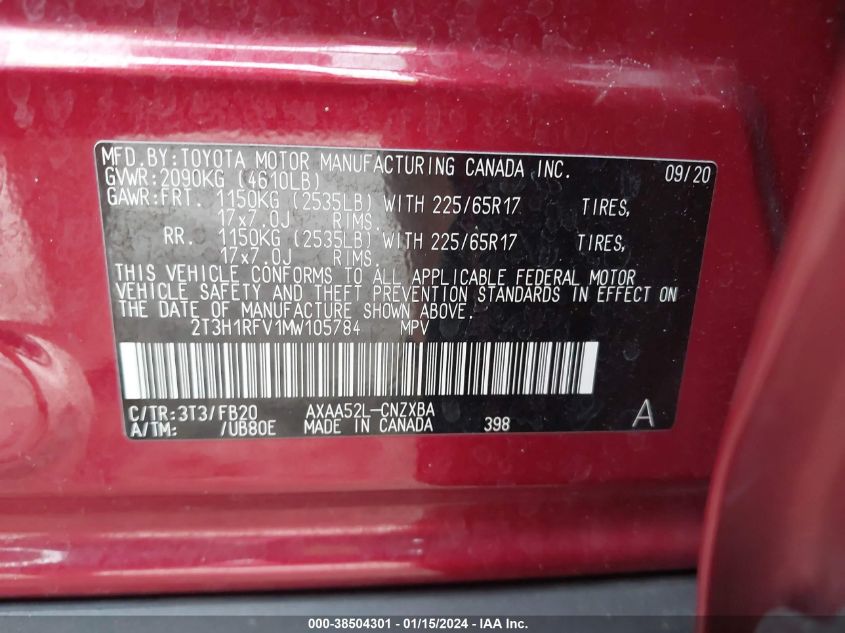 MFD.BY:TOYOTA MOTOR MANUFACTURING CANADA INC. 09/20
GVWR:2090KG (4610LB)
GAWR:FRT. 1150KG (2535LB) WITH 225/65R17 TIRES,
17x7.0J RIMS.
RR. 1150KG (2535LB) WITH 225/65R17 TIRES,
17x7.0J RIMS.
THIS VEHICLE CONFORMS TO ALL APPLICABLE FEDERAL MOTOR
VEHICLE SAFETY AND THEFT PREVENTION STANDARDS IN EFFECT ON
THE DATE OF MANUFACTURE SHOWN ABOVE.
2T3H1RFV1MW105784 MPV
C/TR:3T3/FB20 AXAA52L-CNZXBA A
A/TM: /UB80E MADE IN CANADA 398
000-38504301 - 01/15/2024 - IAA Inc.